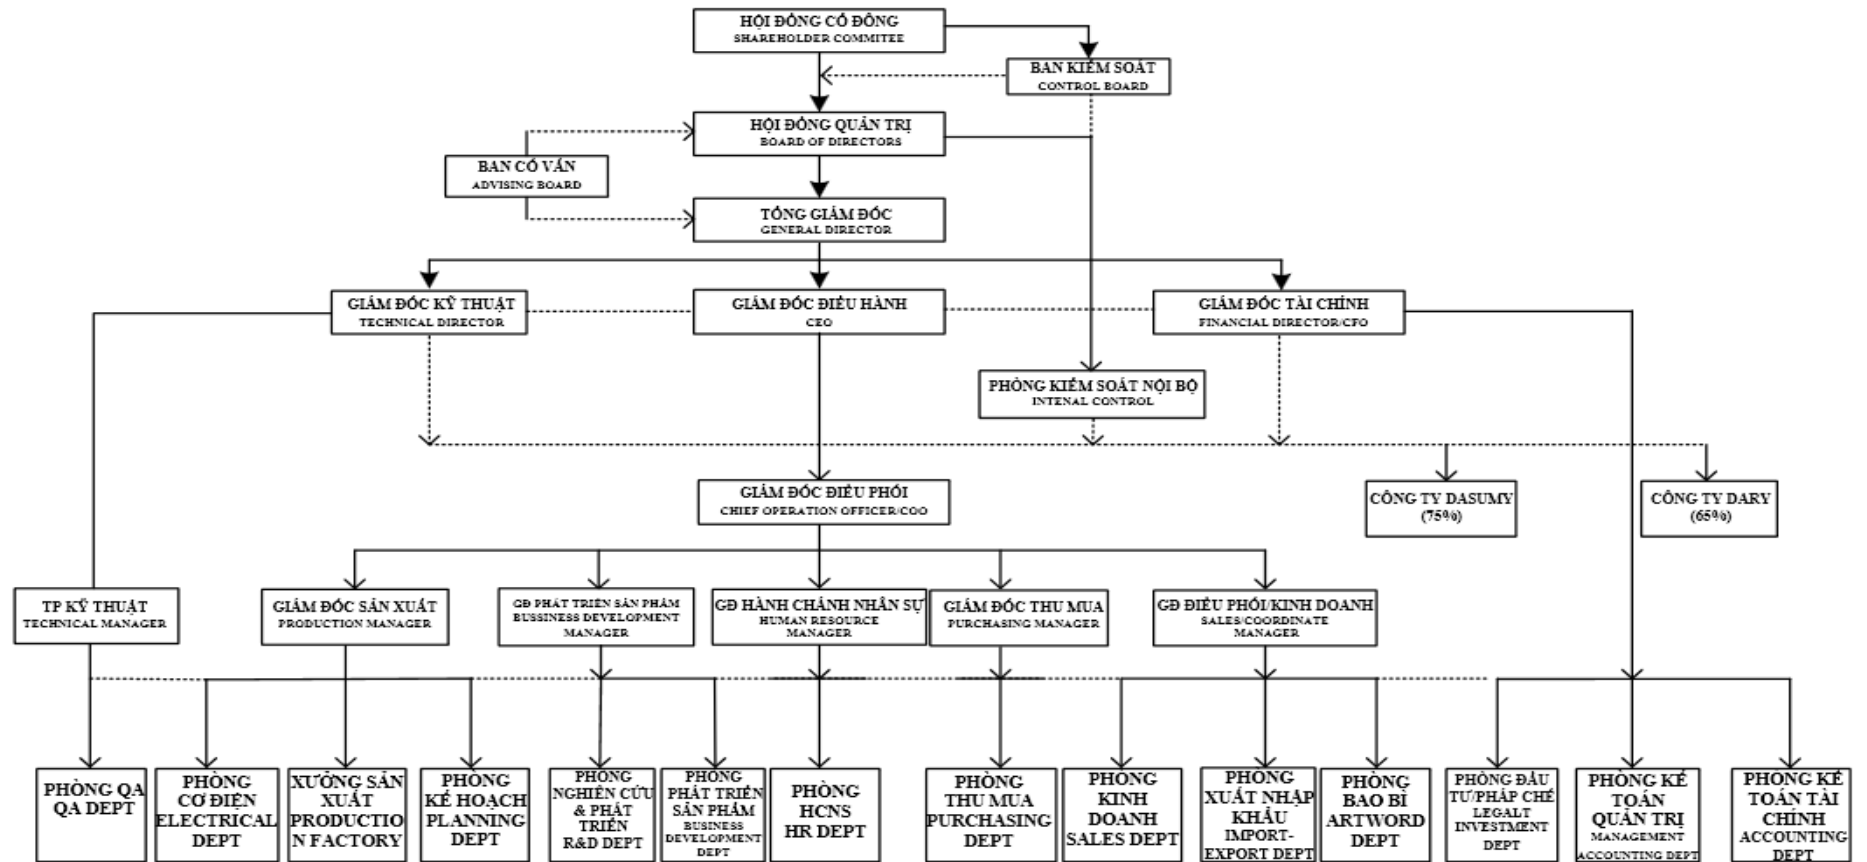 HỘI ĐỒNG CỔ ĐÔNG
SHAREHOLDER COMMITEE
BAN KIỂM SOÁT
CONTROL BOARD
HỘI ĐỒNG QUẢN TRỊ
BOARD OF DIRECTORS
BAN CỐ VẤN
ADVISING BOARD
TỔNG GIÁM ĐỐC
GENERAL DIRECTOR
GIÁM ĐỐC KỸ THUẬT
TECHNICAL DIRECTOR
GIÁM ĐỐC ĐIỀU HÀNH
CEO
GIÁM ĐỐC TÀI CHÍNH
FINANCIAL DIRECTOR/CFO
PHÒNG KIỂM SOÁT NỘI BỘ
INTENAL CONTROL
GIÁM ĐỐC ĐIỀU PHỐI
CHIEF OPERATION OFFICER/COO
CÔNG TY DASUMY
(75%)
CÔNG TY DARY
(65%)
TP KỸ THUẬT
TECHNICAL MANAGER
GIÁM ĐỐC SẢN XUẤT
PRODUCTION MANAGER
GĐ PHÁT TRIỂN SẢN PHẨM
BUSSINESS DEVELOPMENT
MANAGER
GĐ HÀNH CHÁNH NHÂN SỰ
HUMAN RESOURCE
MANAGER
GIÁM ĐỐC THU MUA
PURCHASING MANAGER
GĐ ĐIỀU PHỐI/KINH DOANH
SALES/COORDINATE
MANAGER
PHÒNG QA
QA DEPT
PHÒNG
CƠ ĐIỆN
ELECTRICAL
DEPT
XƯỞNG SẢN
XUẤT
PRODUCTIO
N FACTORY
PHÒNG
KẾ HOẠCH
PLANNING
DEPT
PHÒNG
NGHIÊN CỨU
& PHÁT
TRIỂN
R&D DEPT
PHÒNG
PHÁT TRIỂN
SẢN PHẨM
BUSINESS
DEVELOPMENT
DEPT
PHÒNG
HCNS
HR DEPT
PHÒNG
THU MUA
PURCHASING
DEPT
PHÒNG
KINH
DOANH
SALES DEPT
PHÒNG
XUẤT NHẬP
KHẨU
IMPORT-
EXPORT DEPT
PHÒNG
BAO BÌ
ARTWORD
DEPT
PHÒNG ĐẦU
TƯ/PHÁP CHẾ
LEGALT
INVESTMENT
DEPT
PHÒNG KẾ
TOÁN
QUẢN TRỊ
MANAGEMENT
ACCOUNTING DEPT
PHÒNG KẾ
TOÁN TÀI
CHÍNH
ACCOUNTING
DEPT